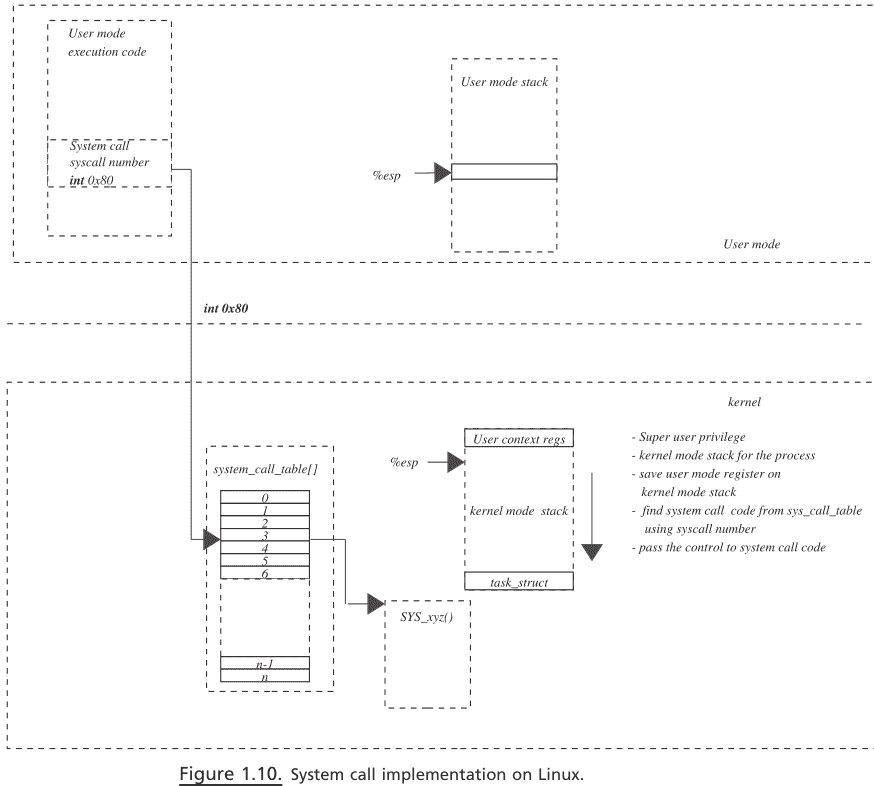 User mode
execution code
System call
syscall number
int 0x80
User mode stack
%esp
User mode
int 0x80
kernel
system_call_table[]
0
1
2
3
4
5
6
n-1
n
SYS_xyz()
User context regs
%esp
kernel mode stack
task_struct
- Super user privilege
- kernel mode stack for the process
- save user mode register on
kernel mode stack
- find system call code from sys_call_table
using syscall number
- pass the control to system call code
Figure 1.10. System call implementation on Linux.